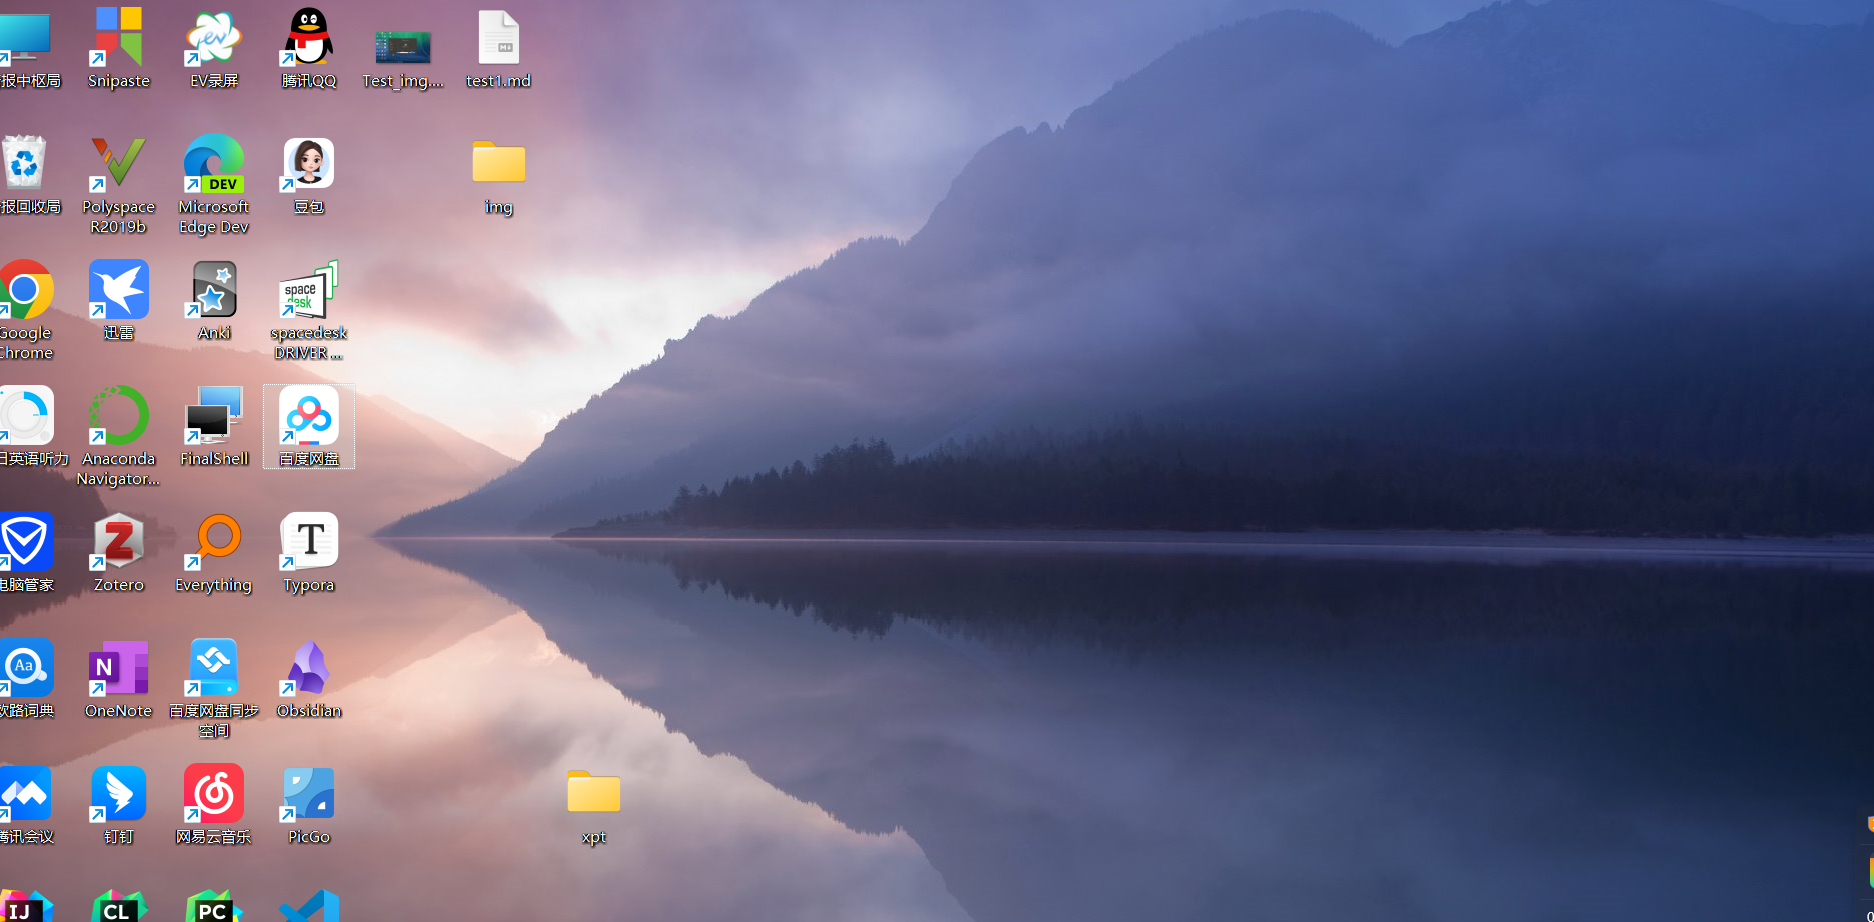 报中枢局
Snipaste
EV录屏
腾讯QQ
Test_img....
test1.md
报回收局
Polyspace
R2019b
DEV
Microsoft
Edge Dev
豆包
img
Google
Chrome
迅雷
Anki
space
desk
spacedesk
DRIVER ...
日英语听力
Anaconda
Navigator...
FinalShell
百度网盘
电脑管家
Z
Zotero
Everything
T
Typora
Aa
欧路词典
N
OneNote
百度网盘同步
空间
Obsidian
腾讯会议
钉钉
网易云音乐
PicGo
xpt
IJ
CL
PC